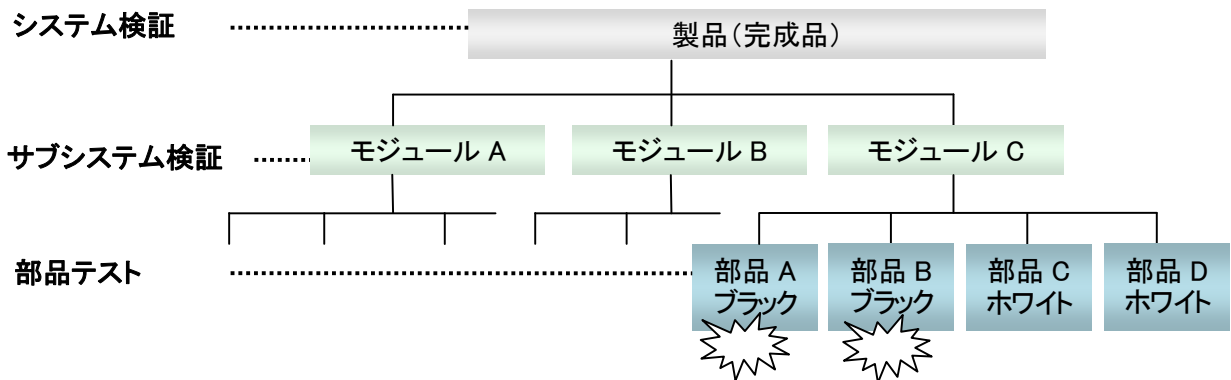 システム検証
製品(完成品)
サブシステム検証
モジュール A
モジュール B
モジュール C
部品テスト
部品 A
ブラック
部品 B
ブラック
部品 C
ホワイト
部品 D
ホワイト